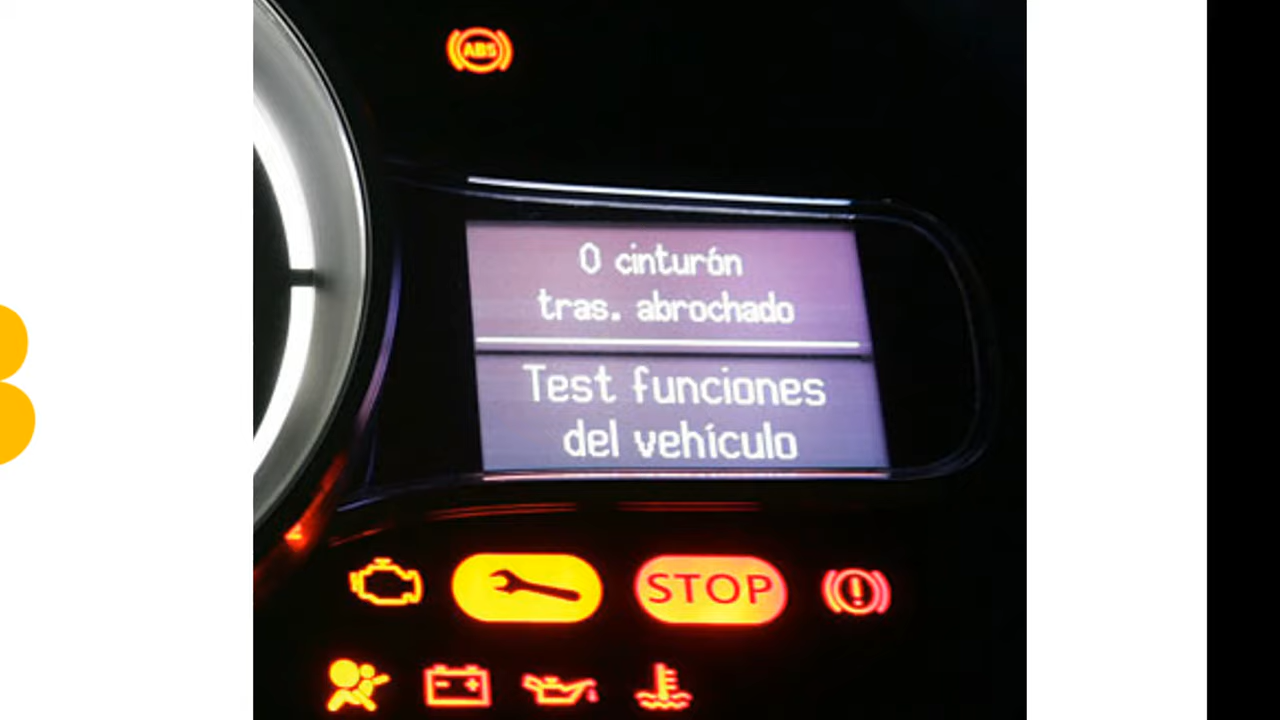 ABS
0 cinturón
tras. abrochado
Test funciones
del vehículo
STOP